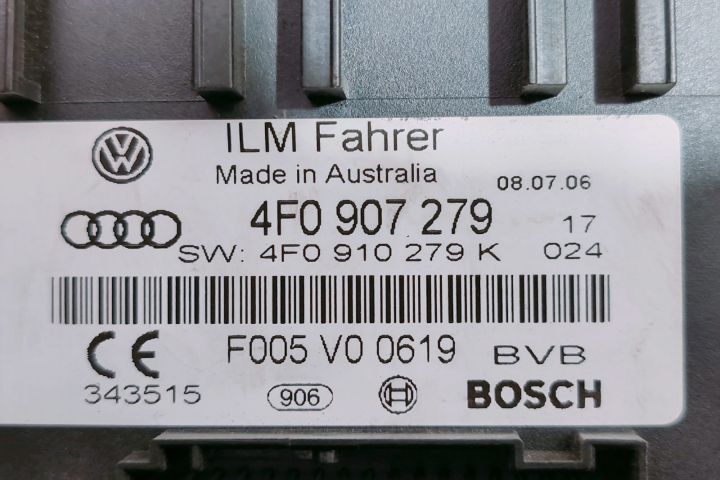 ILM Fahrer
Made in Australia
08.07.06
4F0 907 279
17
SW: 4F0 910 279 K
024
F005 V0 0619
BVB
343515
906
BOSCH